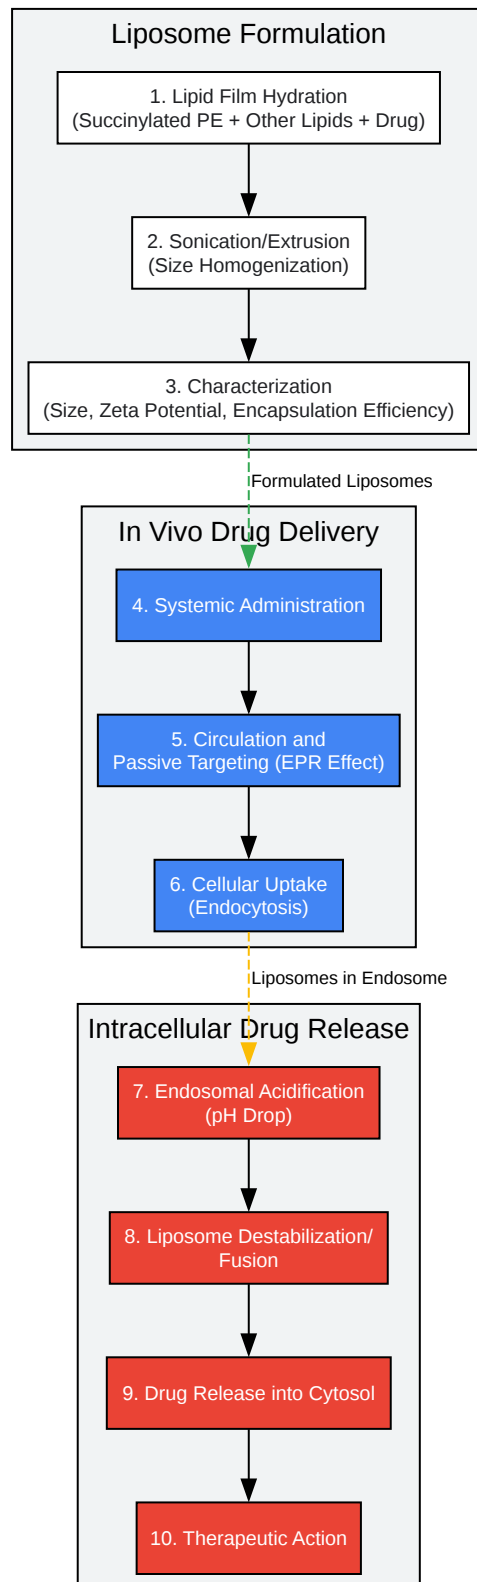 Liposome Formulation
1. Lipid Film Hydration
(Succinylated PE + Other Lipids + Drug)
2. Sonication/Extrusion
(Size Homogenization)
3. Characterization
(Size, Zeta Potential, Encapsulation Efficiency)
Formulated Liposomes
In Vivo Drug Delivery
4. Systemic Administration
5. Circulation and
Passive Targeting (EPR Effect)
6. Cellular Uptake
(Endocytosis)
Liposomes in Endosome
Intracellular Drug Release
7. Endosomal Acidification
(pH Drop)
8. Liposome Destabilization/
Fusion
9. Drug Release into Cytosol
10. Therapeutic Action